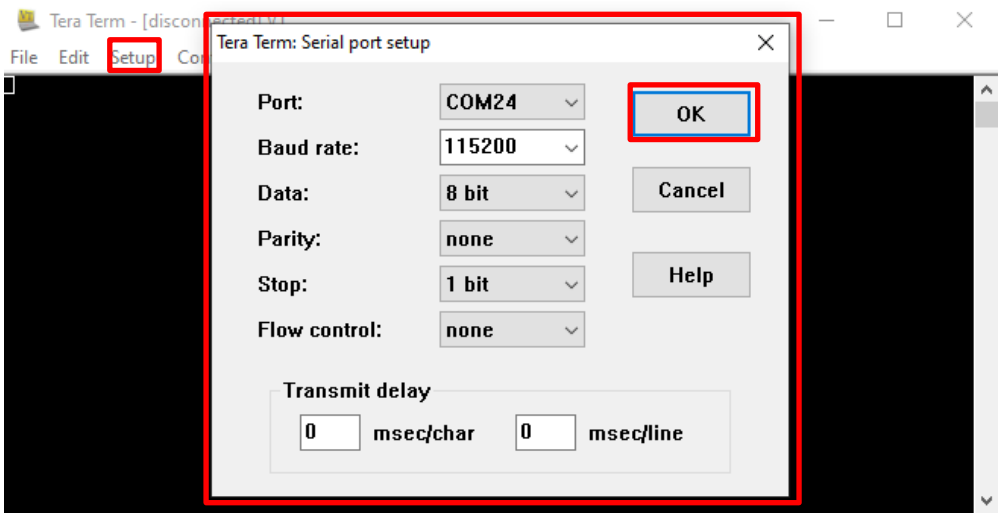 Tera Term - [disconnected] VT
File Edit Setup Co
Tera Term: Serial port setup
Port: COM24
Baud rate: 115200
Data: 8 bit
Parity: none
Stop: 1 bit
Flow control: none
OK
Cancel
Help
Transmit delay
0 msec/char 0 msec/line